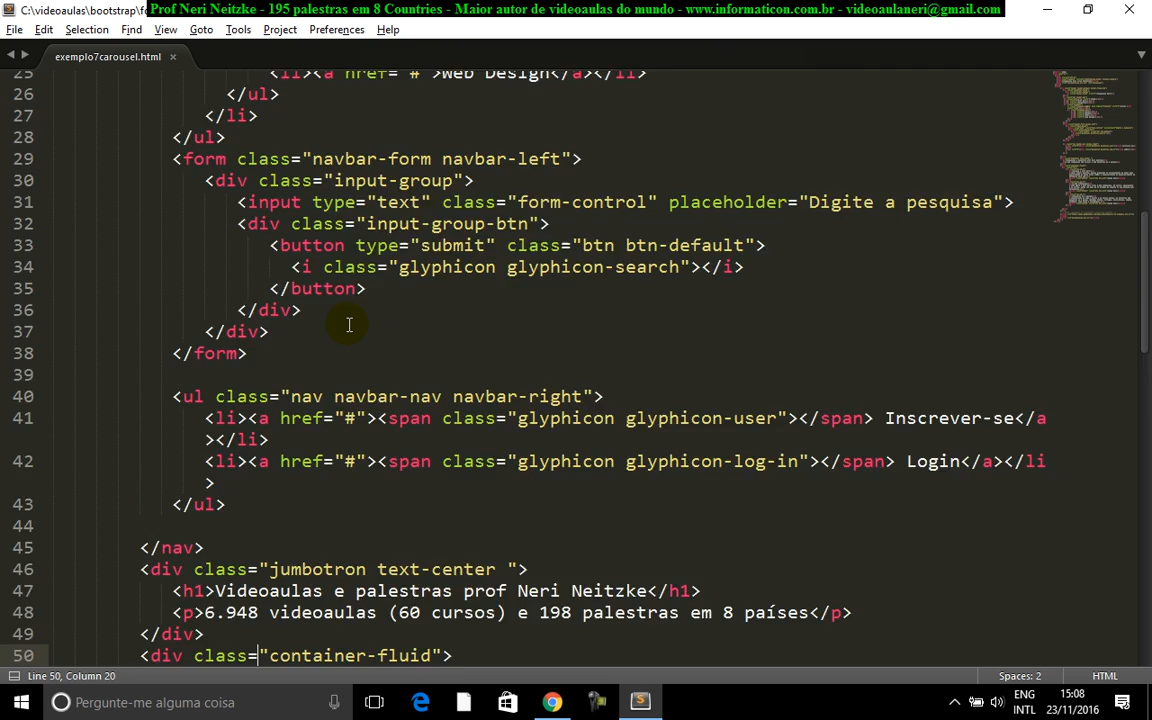 C:\videoaulas\bootstrap\fo
Prof Neri Neitzke - 195 palestras em 8 Countries - Maior autor de videoaulas do mundo - www.informaticon.com.br - videoaulaneri@gmail.com
File Edit Selection Find View Goto Tools Project Preferences Help
exemplo7carousel.html
25 <li><a href="#">Web Design</a></li>
26 </ul>
27 </li>
28 </ul>
29 <form class="navbar-form navbar-left">
30 <div class="input-group">
31 <input type="text" class="form-control" placeholder="Digite a pesquisa">
32 <div class="input-group-btn">
33 <button type="submit" class="btn btn-default">
34 <i class="glyphicon glyphicon-search"></i>
35 </button>
36 </div>
37 </div>
38 </form>
39
40 <ul class="nav navbar-nav navbar-right">
41 <li><a href="#"><span class="glyphicon glyphicon-user"></span> Inscrever-se</a
></li>
42 <li><a href="#"><span class="glyphicon glyphicon-log-in"></span> Login</a></li
>
43 </ul>
44
45 </nav>
46 <div class="jumbotron text-center ">
47 <h1>Videoaulas e palestras prof Neri Neitzke</h1>
48 <p>6.948 videoaulas (60 cursos) e 198 palestras em 8 países</p>
49 </div>
50 <div class="container-fluid">
Line 50, Column 20 Spaces: 2 HTML
Pergunte-me alguma coisa
ENG 15:08
INTL 23/11/2016